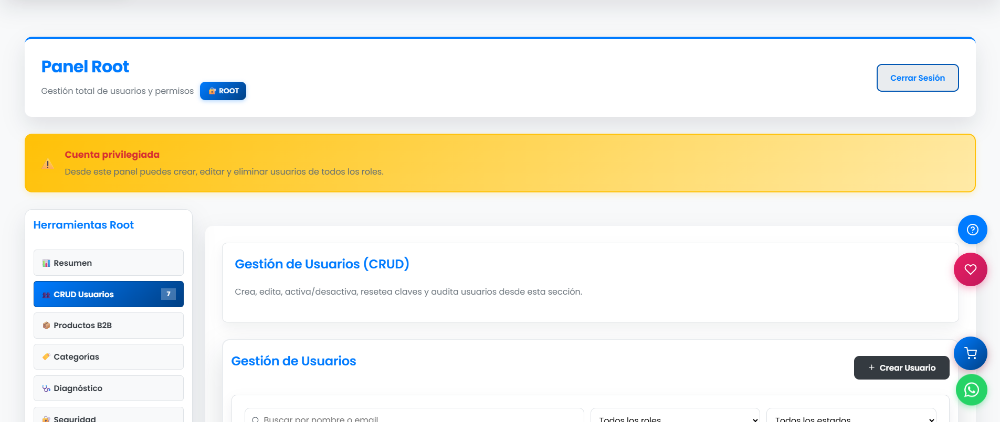 Panel Root
Gestión total de usuarios y permisos
ROOT
Cerrar Sesión
Cuenta privilegiada
Desde este panel puedes crear, editar y eliminar usuarios de todos los roles.
Herramientas Root
Resumen
CRUD Usuarios 7
Productos B2B
Categorías
Diagnóstico
Seguridad
Gestión de Usuarios (CRUD)
Crea, edita, activa/desactiva, resetea claves y audita usuarios desde esta sección.
Gestión de Usuarios
+ Crear Usuario
Buscar por nombre o email
Todos los roles
Todos los estados